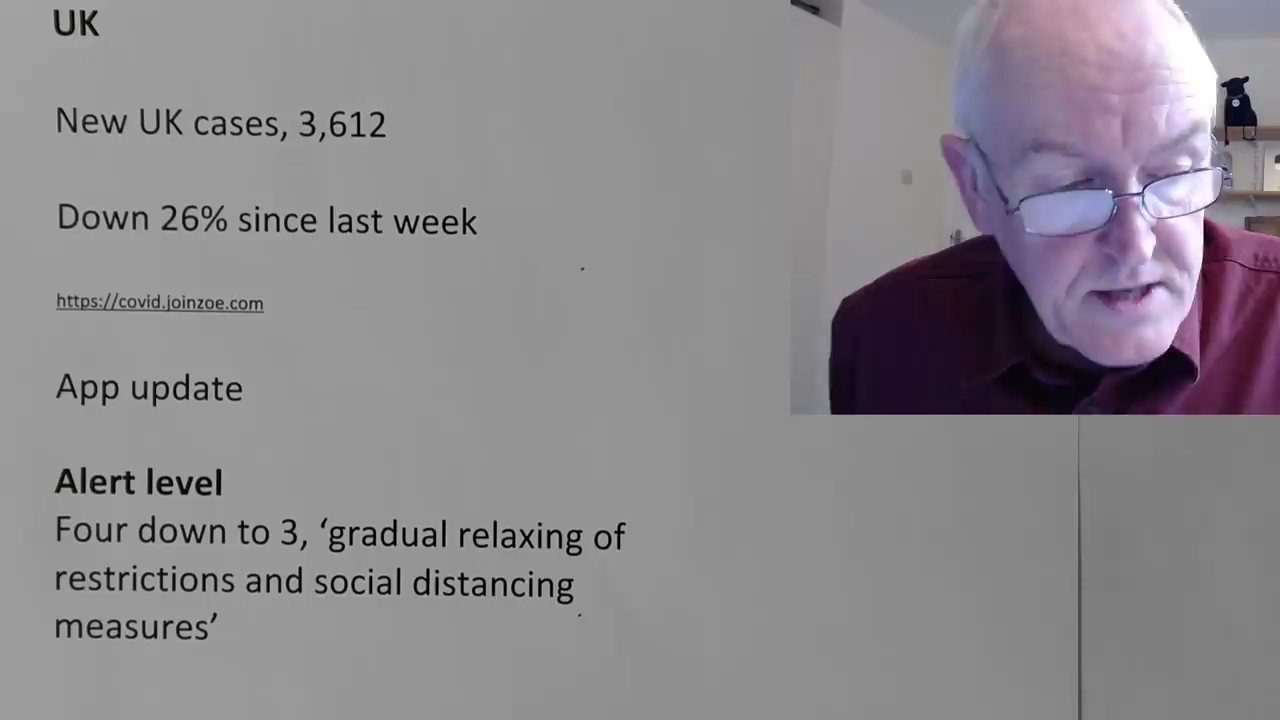 UK
New UK cases, 3,612
Down 26% since last week
https://covid.joinzoe.com
App update
Alert level
Four down to 3, ‘gradual relaxing of
restrictions and social distancing
measures’